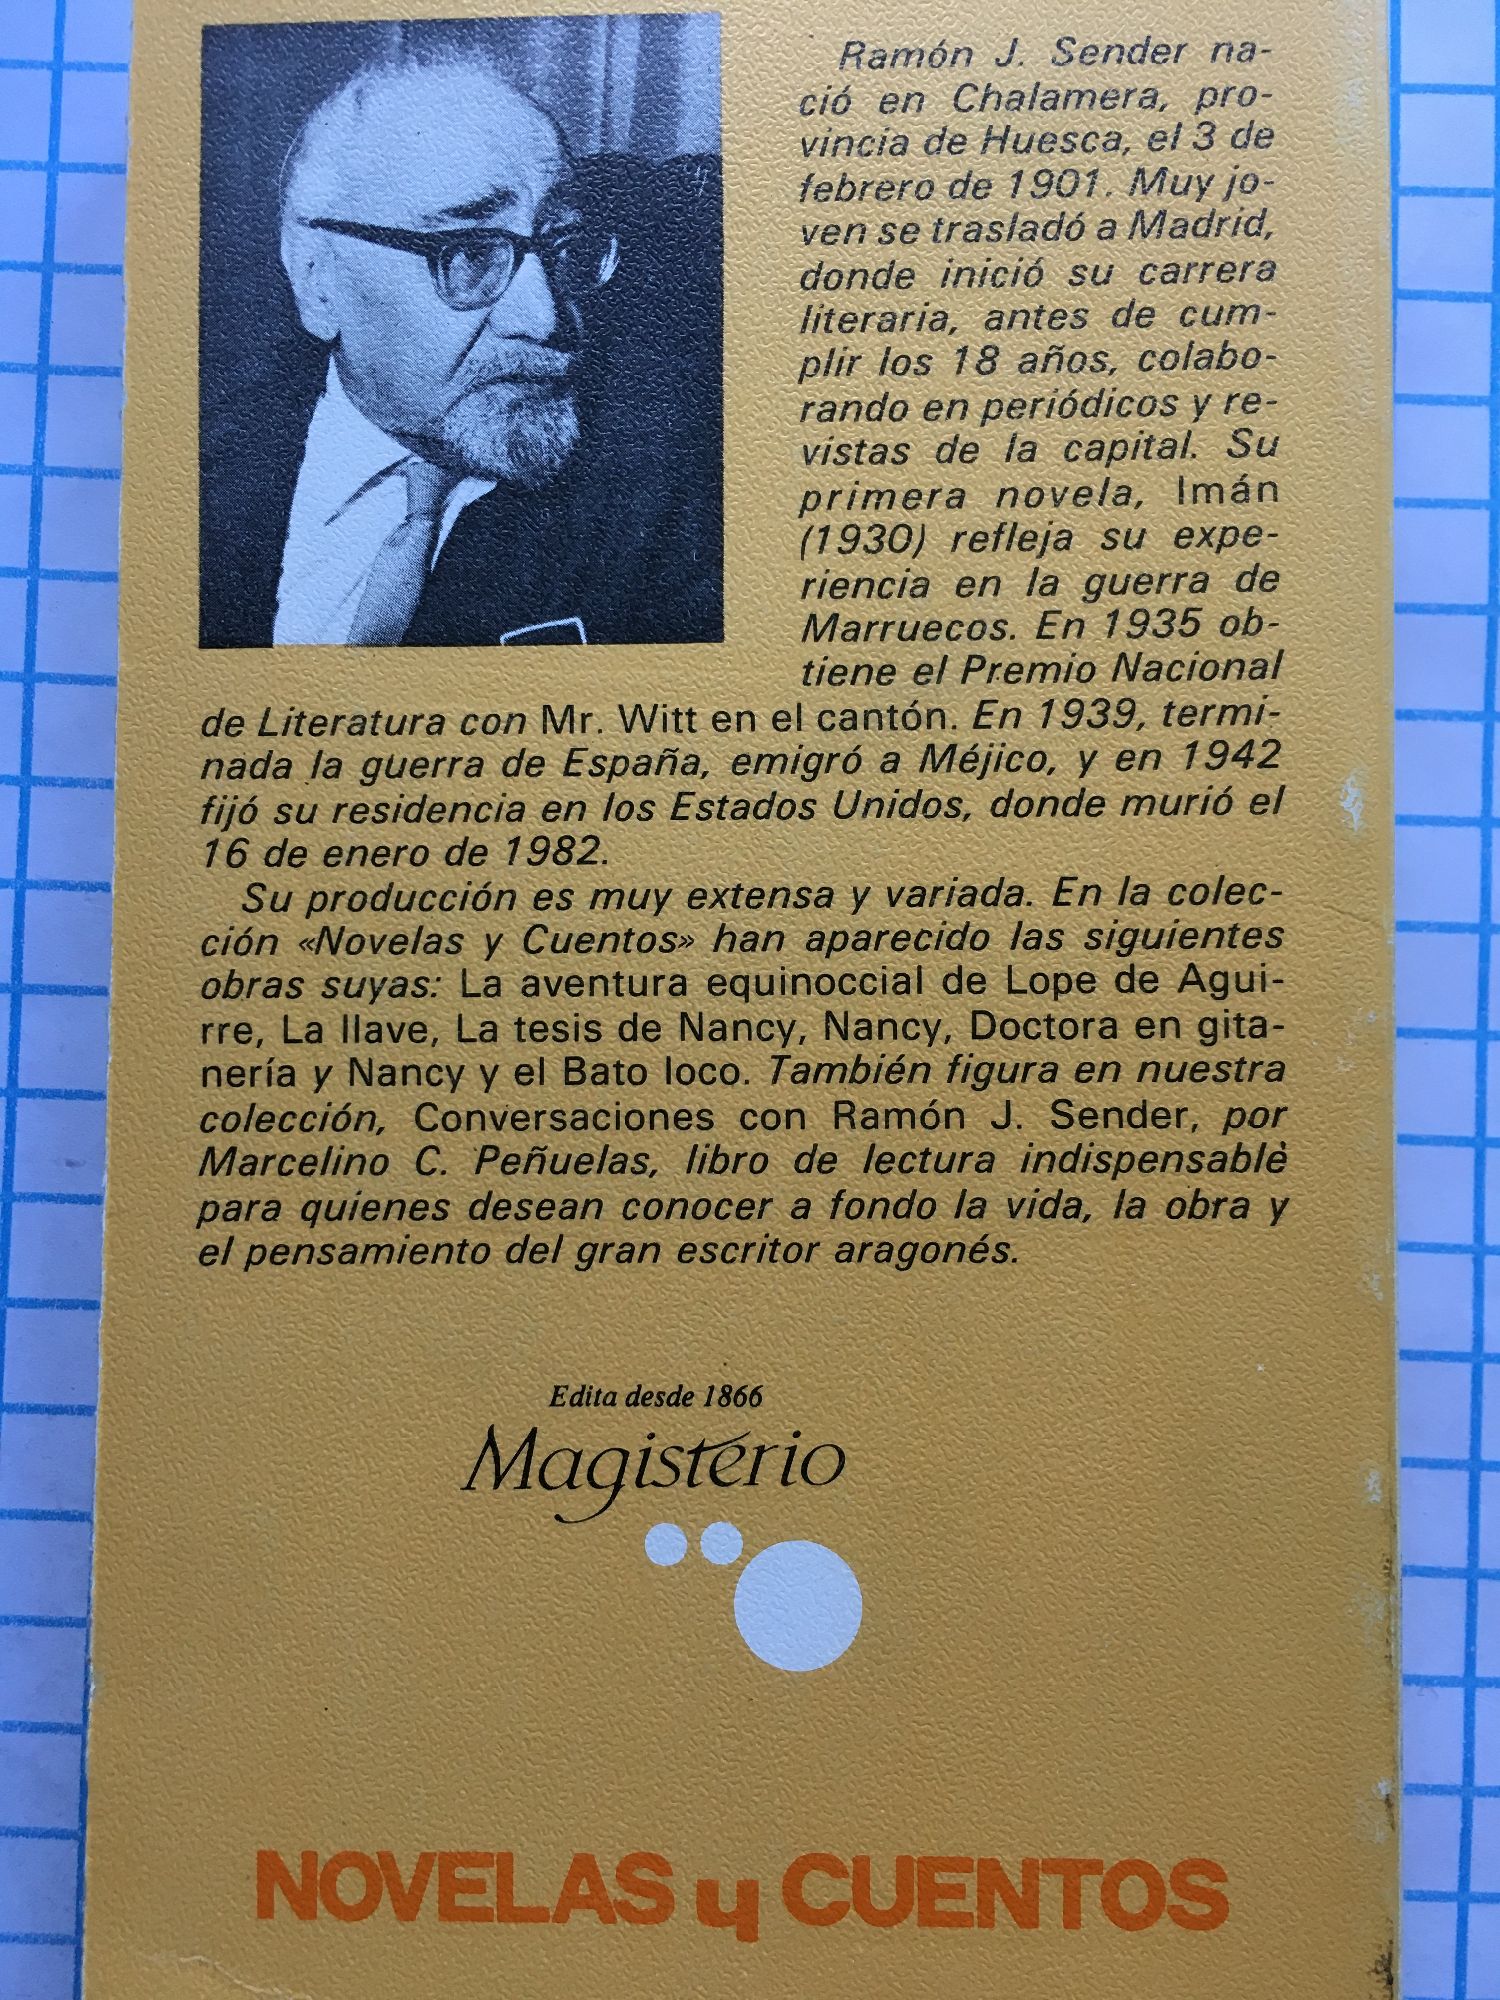 Ramón J. Sender na-
ció en Chalamera, pro-
vincia de Huesca, el 3 de
febrero de 1901. Muy jo-
ven se trasladó a Madrid,
donde inició su carrera
literaria, antes de cum-
plir los 18 años, colabo-
rando en periódicos y re-
vistas de la capital. Su
primera novela, Imán
(1930) refleja su expe-
riencia en la guerra de
Marruecos. En 1935 ob-
tiene el Premio Nacional
de Literatura con Mr. Witt en el cantón. En 1939, termi-
nada la guerra de España, emigró a Méjico, y en 1942
fijó su residencia en los Estados Unidos, donde murió el
16 de enero de 1982.
Su producción es muy extensa y variada. En la colec-
ción «Novelas y Cuentos» han aparecido las siguientes
obras suyas: La aventura equinoccial de Lope de Agui-
rre, La llave, La tesis de Nancy, Nancy, Doctora en gita-
nería y Nancy y el Bato loco. También figura en nuestra
colección, Conversaciones con Ramón J. Sender, por
Marcelino C. Peñuelas, libro de lectura indispensable
para quienes desean conocer a fondo la vida, la obra y
el pensamiento del gran escritor aragonés.
Edita desde 1866
Magisterio
NOVELAS y CUENTOS